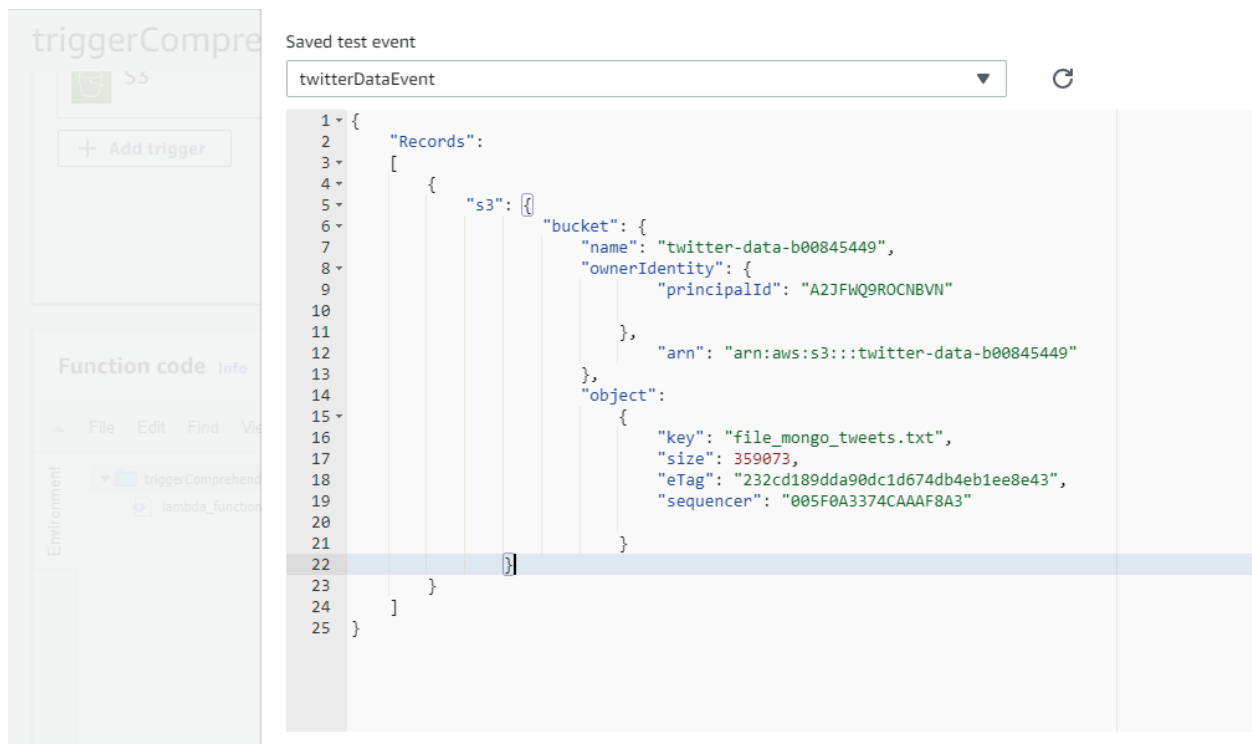 triggerCompre
S3
+ Add trigger
Function code Info
File Edit Find Vie
Environment
triggerComprehend
lambda_function
Saved test event
twitterDataEvent
1 {
2 "Records":
3 [
4 {
5 "s3": {
6 "bucket": {
7 "name": "twitter-data-b00845449",
8 "ownerIdentity": {
9 "principalId": "A2JFWQ9ROCNBVN"
10
11 },
12 "arn": "arn:aws:s3:::twitter-data-b00845449"
13 },
14 "object":
15 {
16 "key": "file_mongo_tweets.txt",
17 "size": 359073,
18 "eTag": "232cd189dda90dc1d674db4eb1ee8e43",
19 "sequencer": "005F0A3374CAAAF8A3"
20
21 }
22 }
23 }
24 ]
25 }